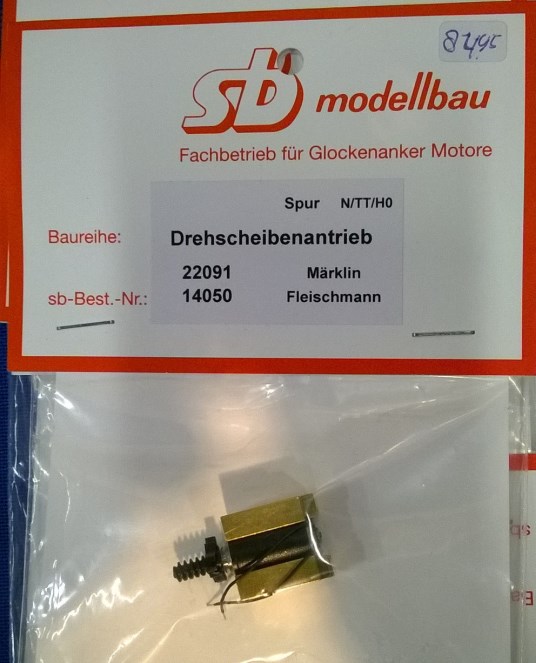 84,95
sb modellbau
Fachbetrieb für Glockenanker Motore
Spur N/TT/H0
Baureihe: Drehscheibenantrieb
22091 Märklin
sb-Best.-Nr.: 14050 Fleischmann